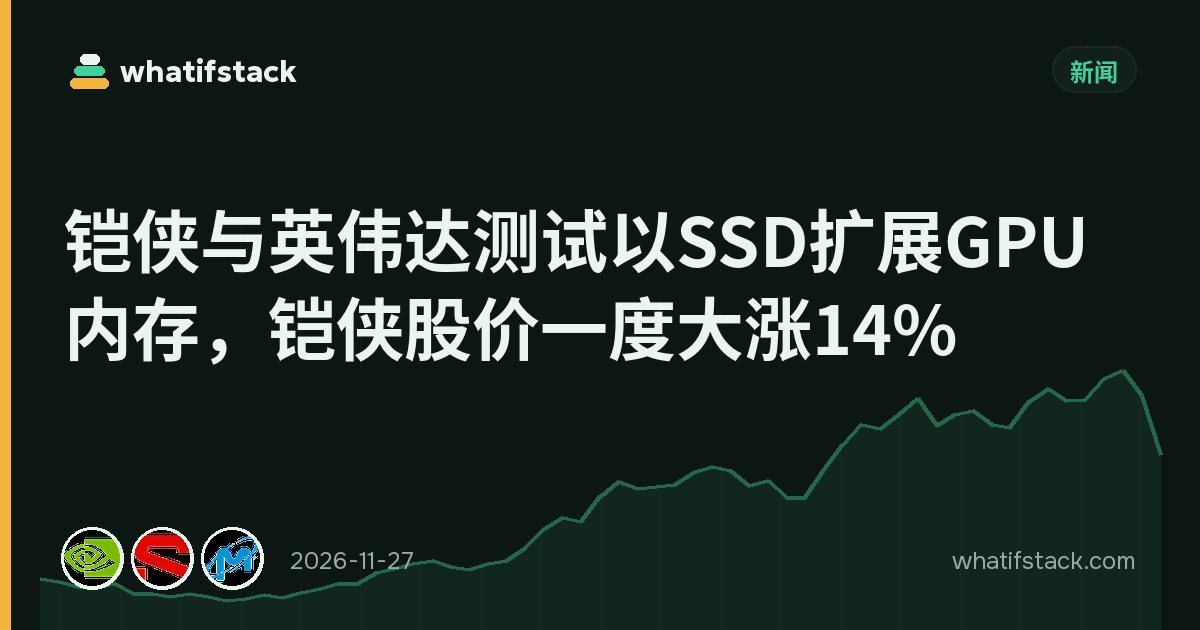 whatifstack
新闻
铠侠与英伟达测试以SSD扩展GPU
内存，铠侠股价一度大涨14%
2026-11-27
whatifstack.com